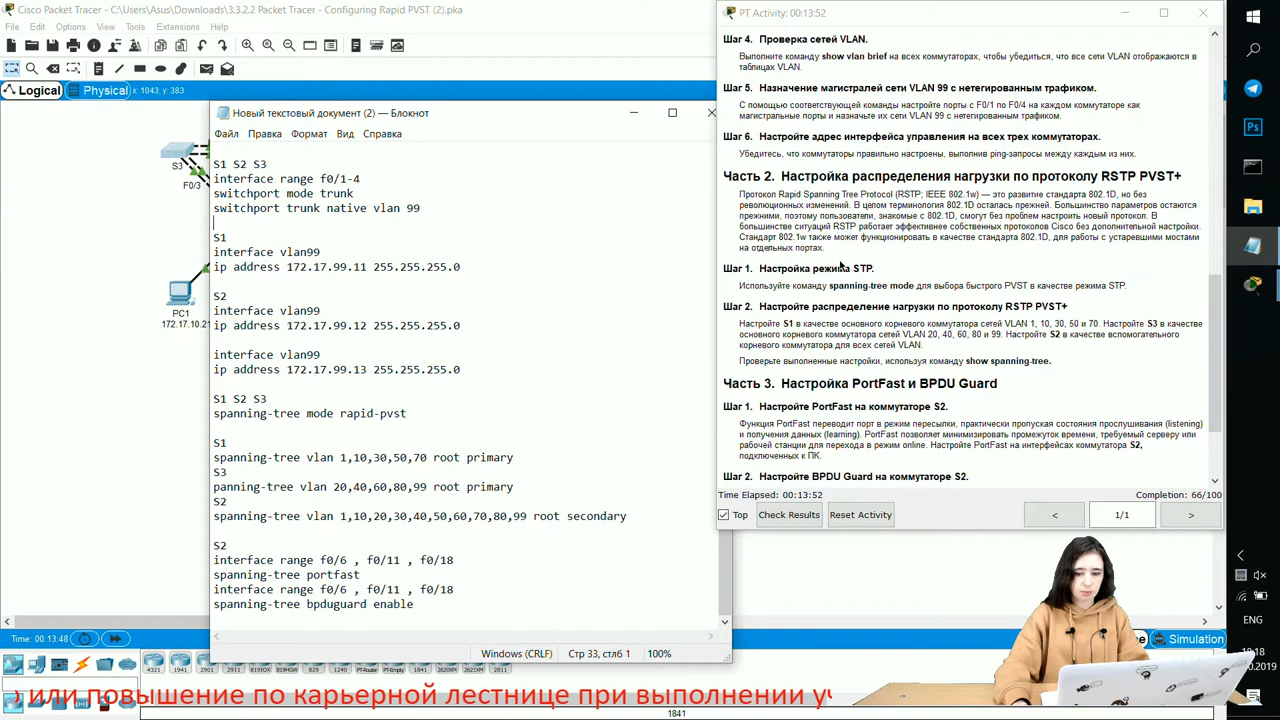 Cisco Packet Tracer - C:\Users\Asus\Downloads\3.3.2.2 Packet Tracer - Configuring Rapid PVST (2).pka
File Edit Options View Tools Extensions Help
Logical Physical x: 1043, y: 383
S3
F0/3
PC1
172.17.10.21
Новый текстовый документ (2) — Блокнот
Файл Правка Формат Вид Справка
S1 S2 S3
interface range f0/1-4
switchport mode trunk
switchport trunk native vlan 99
S1
interface vlan99
ip address 172.17.99.11 255.255.255.0
S2
interface vlan99
ip address 172.17.99.12 255.255.255.0
interface vlan99
ip address 172.17.99.13 255.255.255.0
S1 S2 S3
spanning-tree mode rapid-pvst
S1
spanning-tree vlan 1,10,30,50,70 root primary
S3
panning-tree vlan 20,40,60,80,99 root primary
S2
spanning-tree vlan 1,10,20,30,40,50,60,70,80,99 root secondary
S2
interface range f0/6 , f0/11 , f0/18
spanning-tree portfast
interface range f0/6 , f0/11 , f0/18
spanning-tree bpduguard enable
Windows (CRLF) Стр 33, стлб 1 100%
PT Activity: 00:13:52
Шаг 4. Проверка сетей VLAN.
Выполните команду show vlan brief на всех коммутаторах, чтобы убедиться, что все сети VLAN отображаются в
таблицах VLAN.
Шаг 5. Назначение магистралей сети VLAN 99 с нетегированным трафиком.
С помощью соответствующей команды настройте порты с F0/1 по F0/4 на каждом коммутаторе как
магистральные порты и назначьте их сети VLAN 99 с нетегированным трафиком.
Шаг 6. Настройте адрес интерфейса управления на всех трех коммутаторах.
Убедитесь, что коммутаторы правильно настроены, выполнив ping-запросы между каждым из них.
Часть 2. Настройка распределения нагрузки по протоколу RSTP PVST+
Протокол Rapid Spanning Tree Protocol (RSTP; IEEE 802.1w) — это развитие стандарта 802.1D, но без
революционных изменений. В целом терминология 802.1D осталась прежней. Большинство параметров остаются
прежними, поэтому пользователи, знакомые с 802.1D, смогут без проблем настроить новый протокол. В
большинстве ситуаций RSTP работает эффективнее собственных протоколов Cisco без дополнительной настройки.
Стандарт 802.1w также может функционировать в качестве стандарта 802.1D, для работы с устаревшими мостами
на отдельных портах.
Шаг 1. Настройка режима STP.
Используйте команду spanning-tree mode для выбора быстрого PVST в качестве режима STP.
Шаг 2. Настройте распределение нагрузки по протоколу RSTP PVST+
Настройте S1 в качестве основного корневого коммутатора сетей VLAN 1, 10, 30, 50 и 70. Настройте S3 в качестве
основного корневого коммутатора сетей VLAN 20, 40, 60, 80 и 99. Настройте S2 в качестве вспомогательного
корневого коммутатора для всех сетей VLAN.
Проверьте выполненные настройки, используя команду show spanning-tree.
Часть 3. Настройка PortFast и BPDU Guard
Шаг 1. Настройте PortFast на коммутаторе S2.
Функция PortFast переводит порт в режим пересылки, практически пропуская состояния прослушивания (listening)
и получения данных (learning). PortFast позволяет минимизировать промежуток времени, требуемый серверу или
рабочей станции для перехода в режим online. Настройте PortFast на интерфейсах коммутатора S2,
подключенных к ПК.
Шаг 2. Настройте BPDU Guard на коммутаторе S2.
Time Elapsed: 00:13:52 Completion: 66/100
Top Check Results Reset Activity < 1/1 >
Time: 00:13:48
Simulation
4321 1941 2901 2911 819IOX 819HGW 829 1240 PT-Router PT-Empty 1841 2620XM 2621XM 2811
1841
или повышение по карьерной лестнице при выполнении уч
ENG